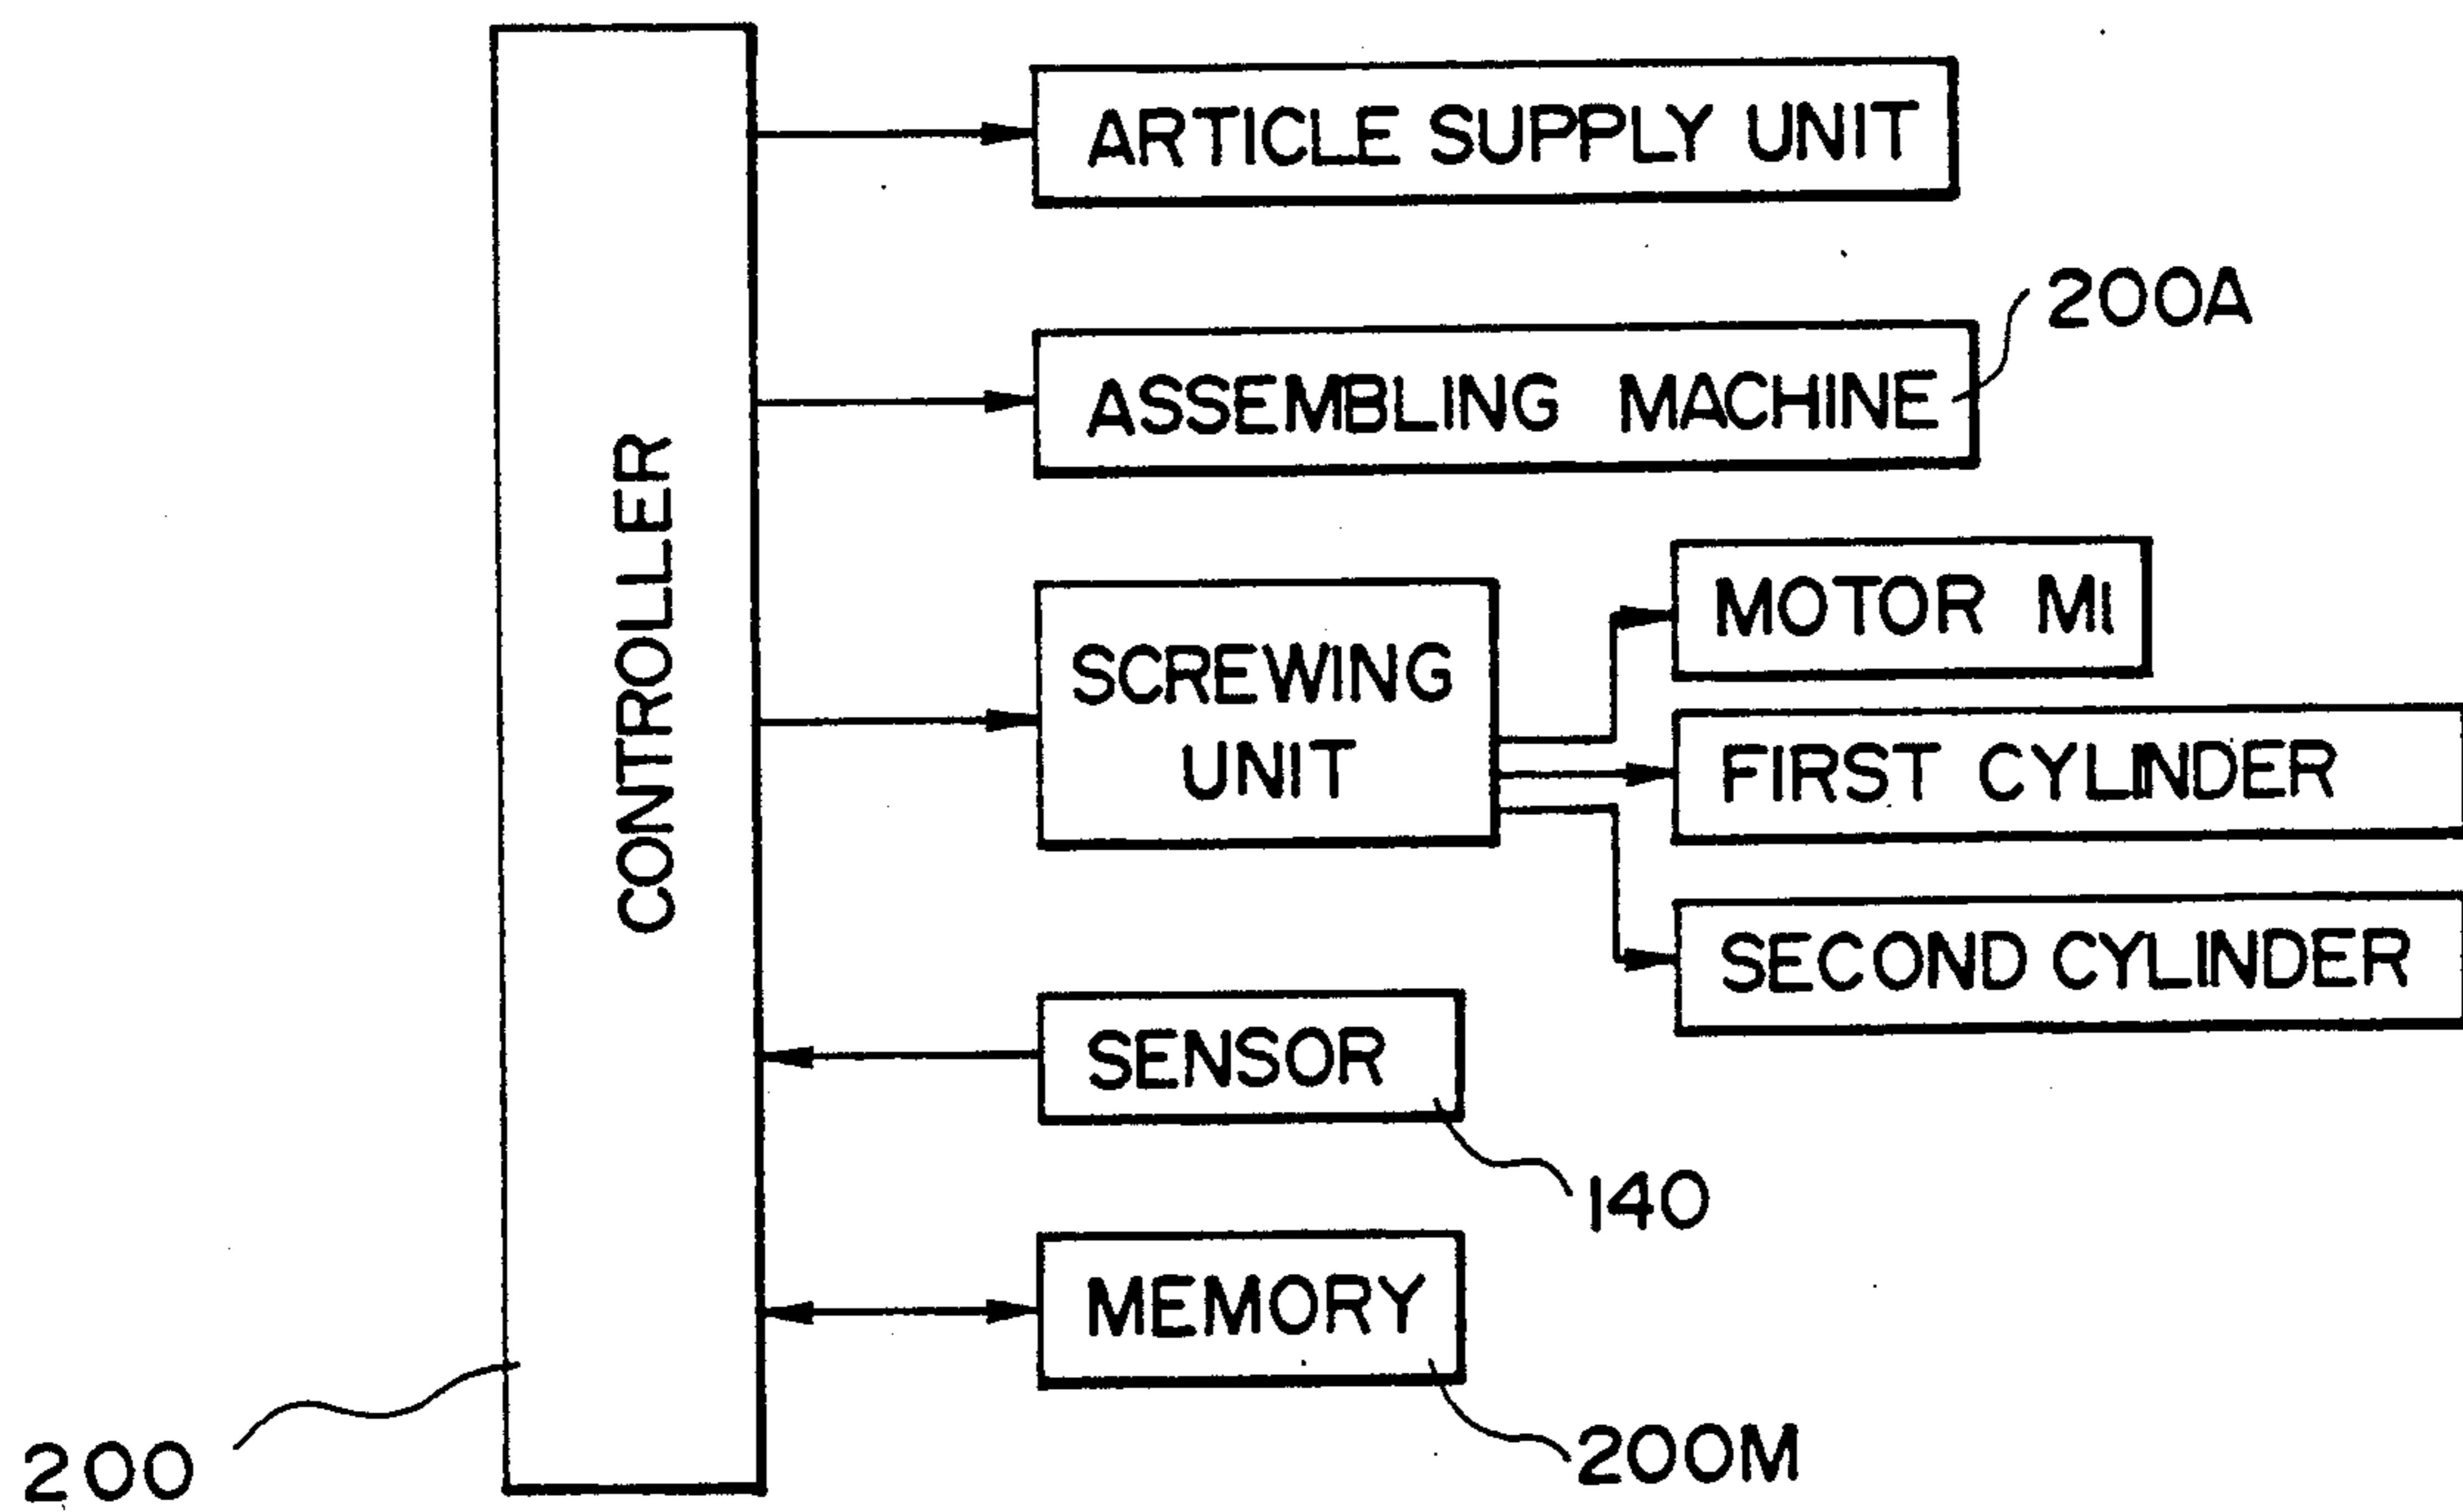 CONTROLLER
ARTICLE SUPPLY UNIT
200A
ASSEMBLING MACHINE
MOTOR M1
SCREWING
UNIT
FIRST CYLINDER
SECOND CYLINDER
SENSOR
140
MEMORY
200M
200